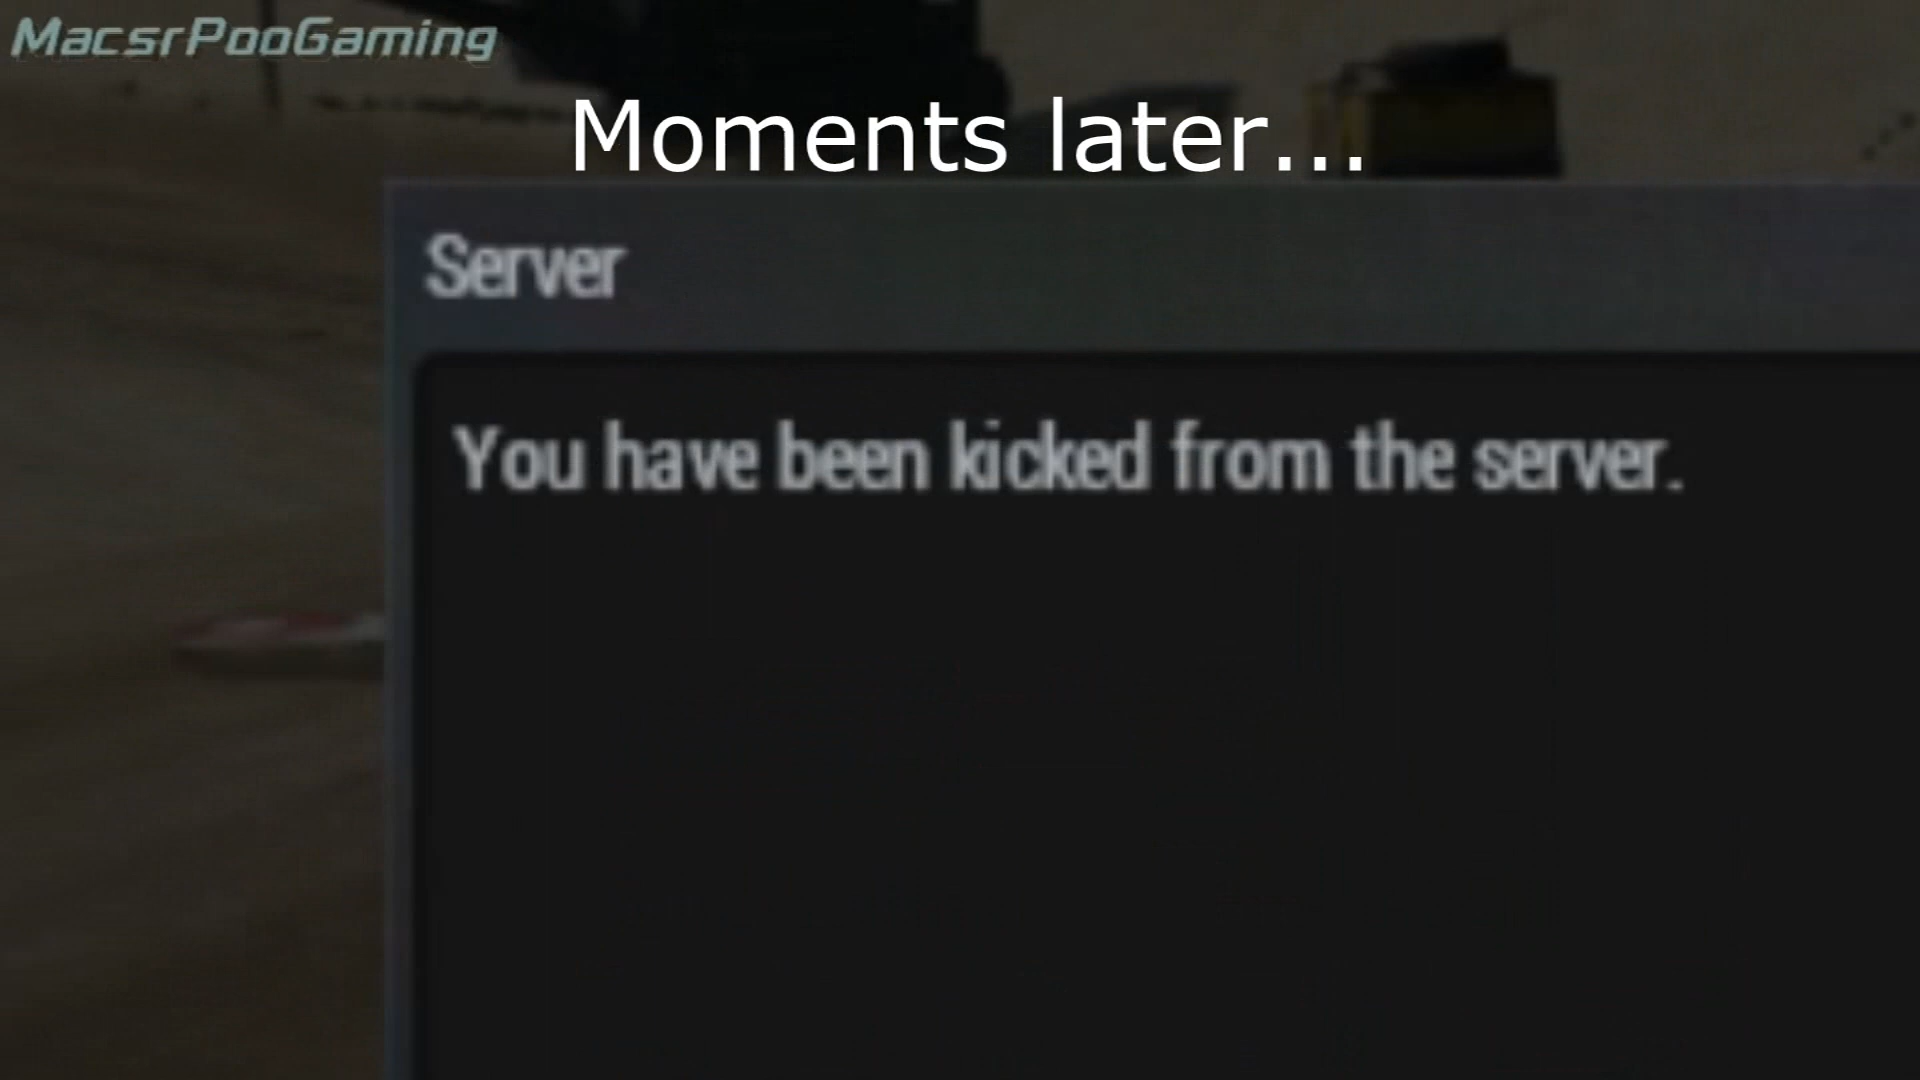 MacsrPooGaming
Moments later...
Server
You have been kicked from the server.